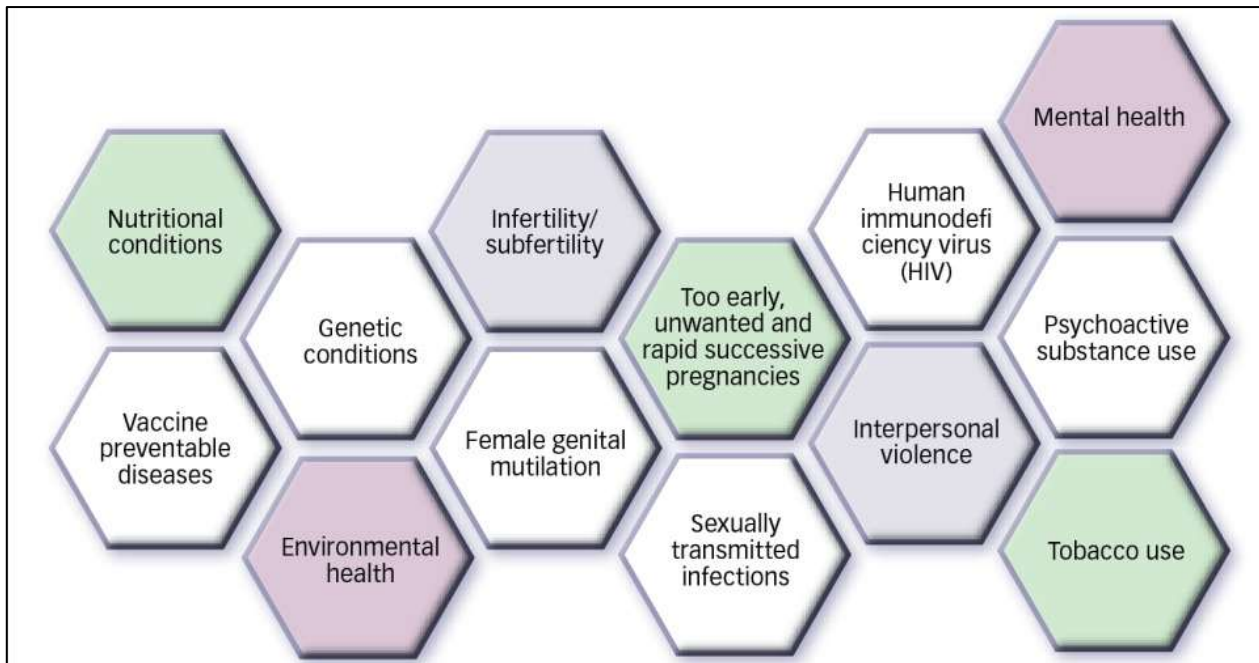 Nutritional
conditions
Vaccine
preventable
diseases
Genetic
conditions
Environmental
health
Infertility/
subfertility
Female genital
mutilation
Too early,
unwanted and
rapid successive
pregnancies
Sexually
transmitted
infections
Human
immunodefi
ciency virus
(HIV)
Interpersonal
violence
Mental health
Psychoactive
substance use
Tobacco use